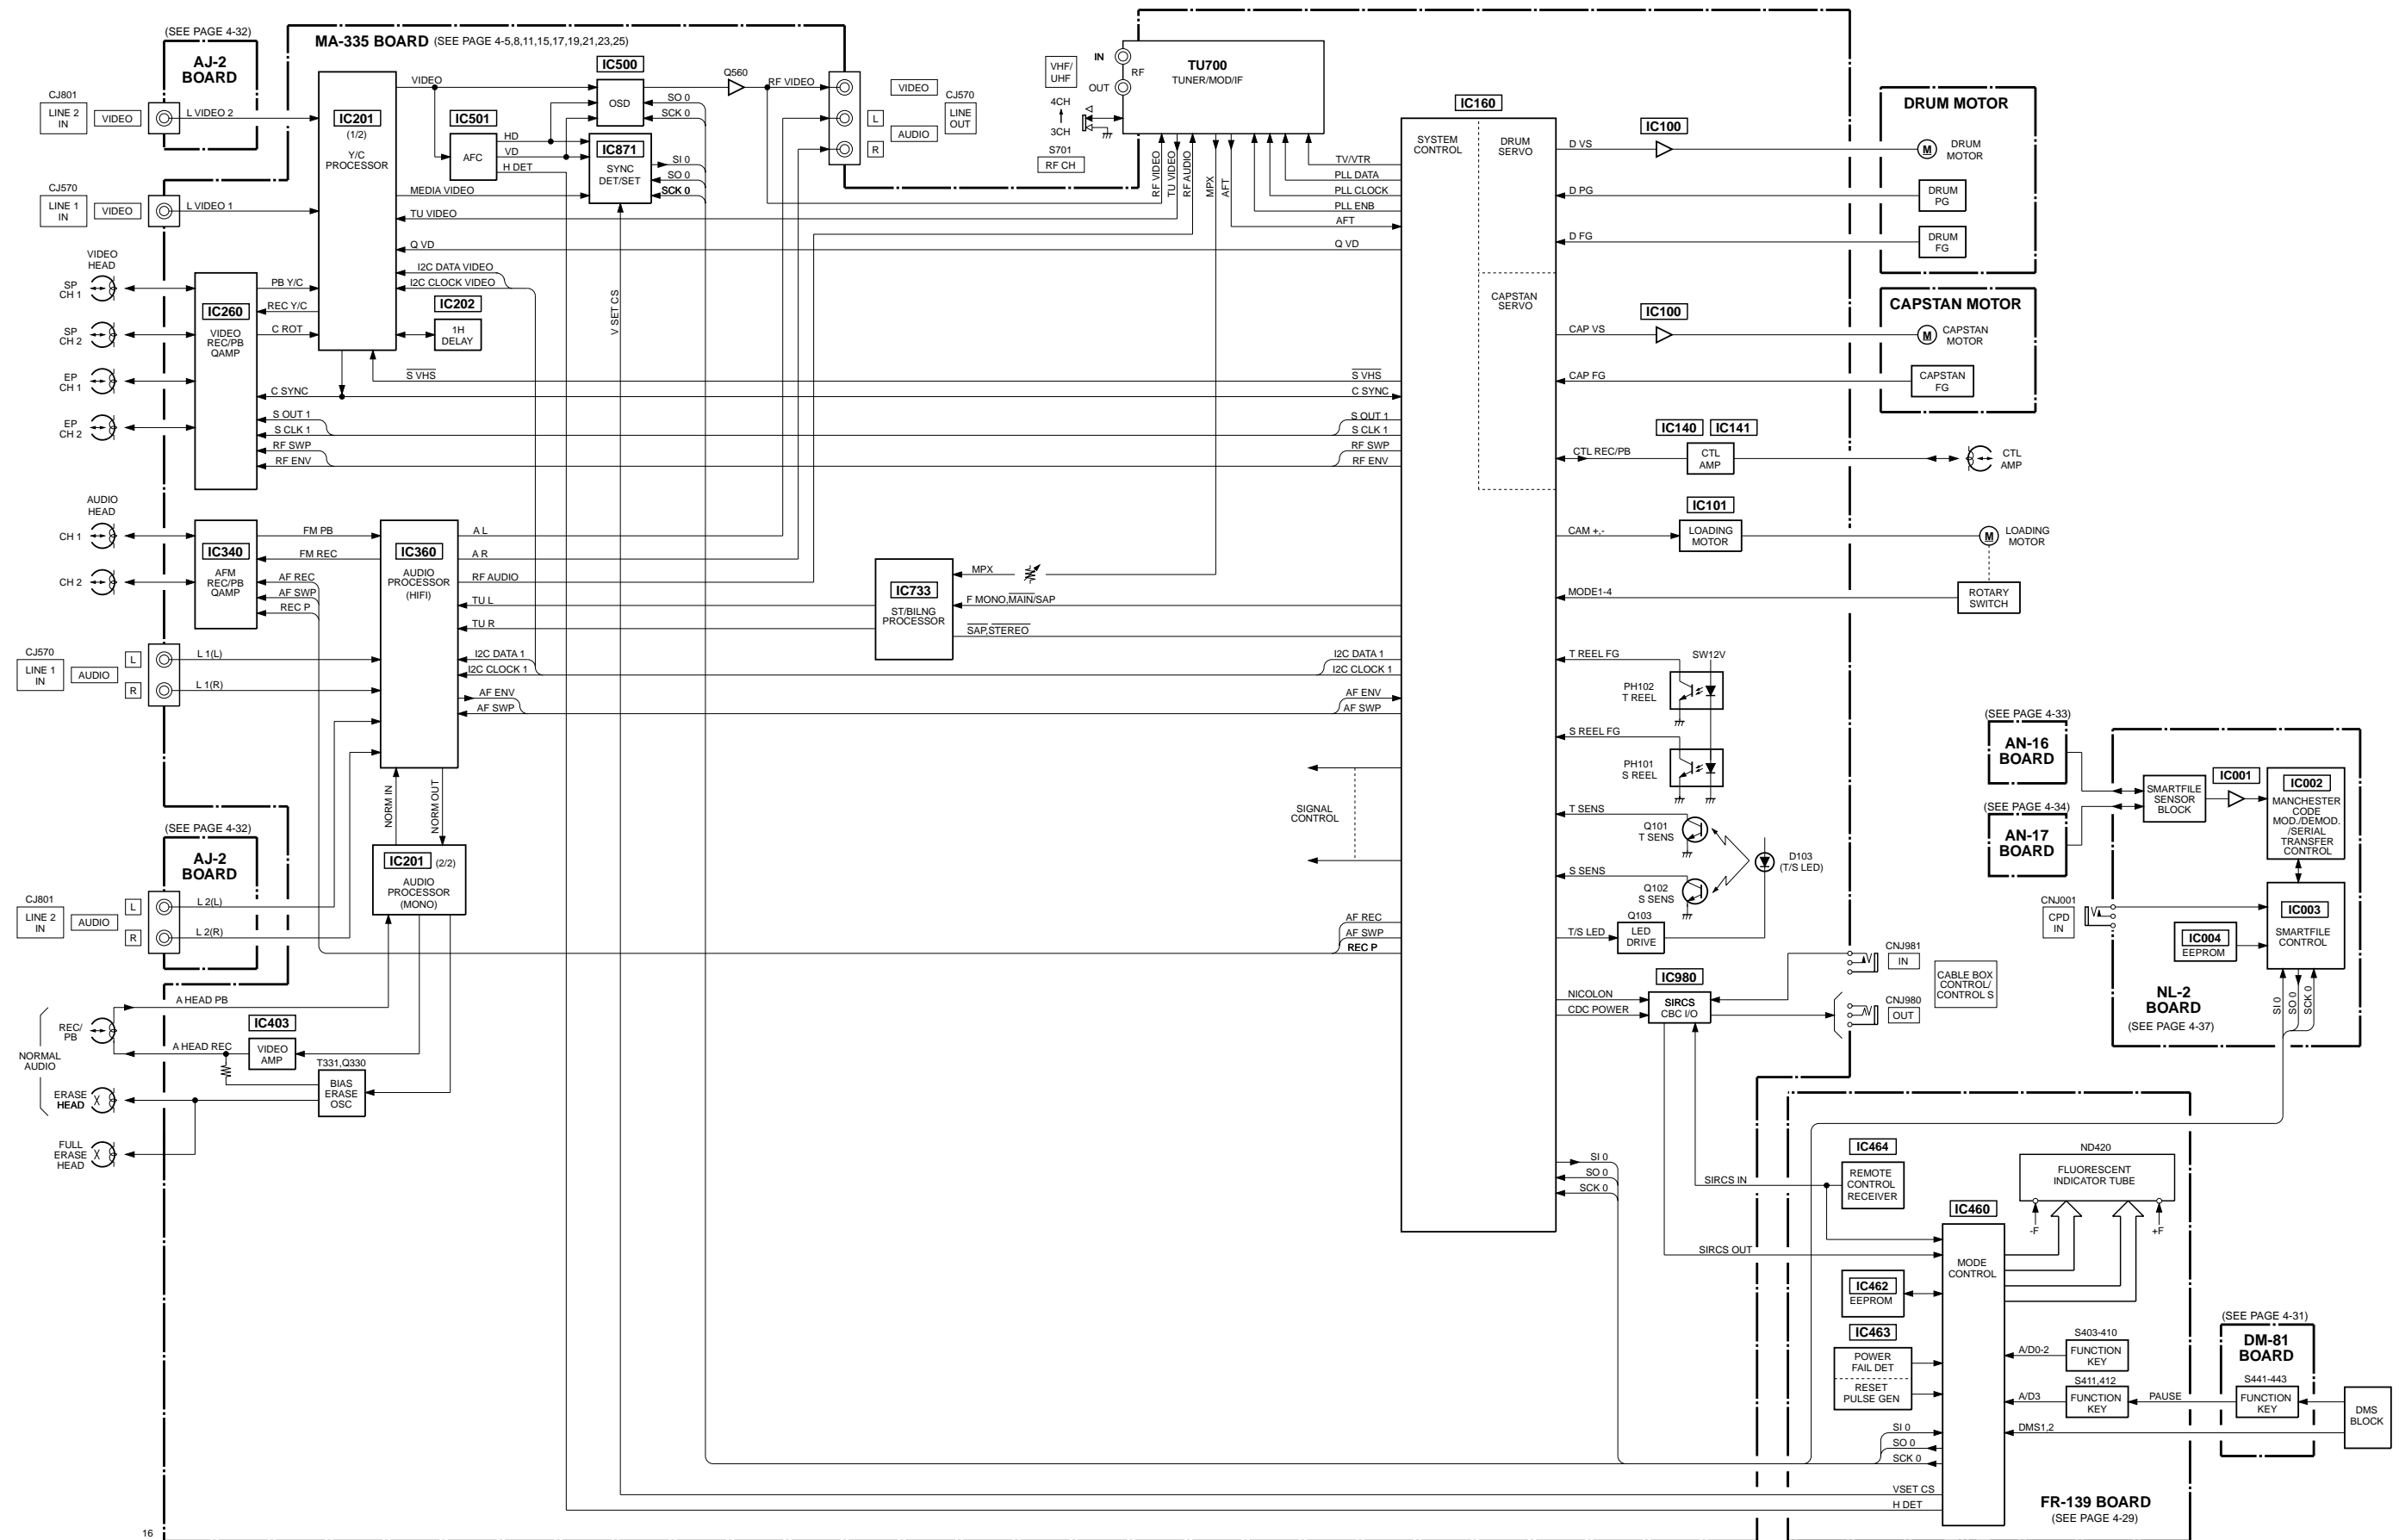 (SEE PAGE 4-32)
AJ-2
BOARD
MA-335 BOARD (SEE PAGE 4-5,8,11,15,17,19,21,23,25)
CJ801
LINE 2
IN
VIDEO
L VIDEO 2
CJ570
LINE 1
IN
VIDEO
L VIDEO 1
IC201
(1/2)
Y/C
PROCESSOR
VIDEO
IC500
OSD
Q560
RF VIDEO
SO 0
SCK 0
IC501
AFC
HD
VD
H DET
IC871
SYNC
DET/SET
SI 0
SO 0
SCK 0
MEDIA VIDEO
TU VIDEO
Q VD
I2C DATA VIDEO
I2C CLOCK VIDEO
IC202
1H
DELAY
V SET CS
VIDEO
L
AUDIO
R
CJ570
LINE
OUT
VHF/
UHF
IN
RF
OUT
4CH
3CH
S701
RF CH
TU700
TUNER/MOD/IF
RF VIDEO
TU VIDEO
RF AUDIO
MPX
AFT
TV/VTR
PLL DATA
PLL CLOCK
PLL ENB
AFT
Q VD
IC160
SYSTEM
CONTROL
DRUM
SERVO
CAPSTAN
SERVO
D VS
IC100
D PG
D FG
DRUM MOTOR
M
DRUM
MOTOR
DRUM
PG
DRUM
FG
CAP VS
IC100
CAP FG
CAPSTAN MOTOR
M
CAPSTAN
MOTOR
CAPSTAN
FG
VIDEO
HEAD
SP
CH 1
SP
CH 2
EP
CH 1
EP
CH 2
IC260
VIDEO
REC/PB
QAMP
PB Y/C
REC Y/C
C ROT
S VHS
C SYNC
S OUT 1
S CLK 1
RF SWP
RF ENV
S VHS
C SYNC
S OUT 1
S CLK 1
RF SWP
RF ENV
IC140
IC141
CTL REC/PB
CTL
AMP
CTL
AMP
IC101
CAM +,-
LOADING
MOTOR
M
LOADING
MOTOR
MODE1-4
ROTARY
SWITCH
AUDIO
HEAD
CH 1
CH 2
IC340
AFM
REC/PB
QAMP
FM PB
FM REC
AF REC
AF SWP
REC P
IC360
AUDIO
PROCESSOR
(HIFI)
A L
A R
RF AUDIO
TU L
TU R
I2C DATA 1
I2C CLOCK 1
AF ENV
AF SWP
IC733
ST/BILNG
PROCESSOR
MPX
F MONO,MAIN/SAP
SAP,STEREO
I2C DATA 1
I2C CLOCK 1
AF ENV
AF SWP
CJ570
LINE 1
IN
AUDIO
L
R
L 1(L)
L 1(R)
NORM IN
NORM OUT
T REEL FG
SW12V
PH102
T REEL
S REEL FG
PH101
S REEL
SIGNAL
CONTROL
T SENS
Q101
T SENS
D103
(T/S LED)
S SENS
Q102
S SENS
Q103
T/S LED
LED
DRIVE
(SEE PAGE 4-33)
AN-16
BOARD
(SEE PAGE 4-34)
AN-17
BOARD
SMARTFILE
SENSOR
BLOCK
IC001
IC002
MANCHESTER
CODE
MOD./DEMOD.
/SERIAL
TRANSFER
CONTROL
CNJ001
CPD
IN
IC003
SMARTFILE
CONTROL
IC004
EEPROM
NL-2
BOARD
(SEE PAGE 4-37)
SI 0
SO 0
SCK 0
(SEE PAGE 4-32)
AJ-2
BOARD
CJ801
LINE 2
IN
AUDIO
L
R
L 2(L)
L 2(R)
IC201 (2/2)
AUDIO
PROCESSOR
(MONO)
AF REC
AF SWP
REC P
IC980
SIRCS
CBC I/O
NICOLON
CDC POWER
CNJ981
IN
CNJ980
OUT
CABLE BOX
CONTROL/
CONTROL S
NORMAL
AUDIO
REC/
PB
ERASE
HEAD
FULL
ERASE
HEAD
A HEAD PB
A HEAD REC
IC403
VIDEO
AMP
T331,Q330
BIAS
ERASE
OSC
SI 0
SO 0
SCK 0
SIRCS IN
SIRCS OUT
IC464
REMOTE
CONTROL
RECEIVER
ND420
FLUORESCENT
INDICATOR TUBE
-F
+F
IC460
MODE
CONTROL
IC462
EEPROM
IC463
POWER
FAIL DET
RESET
PULSE GEN
A/D0-2
S403-410
FUNCTION
KEY
A/D3
S411,412
FUNCTION
KEY
PAUSE
(SEE PAGE 4-31)
DM-81
BOARD
S441-443
FUNCTION
KEY
DMS
BLOCK
DMS1,2
SI 0
SO 0
SCK 0
VSET CS
H DET
FR-139 BOARD
(SEE PAGE 4-29)
16